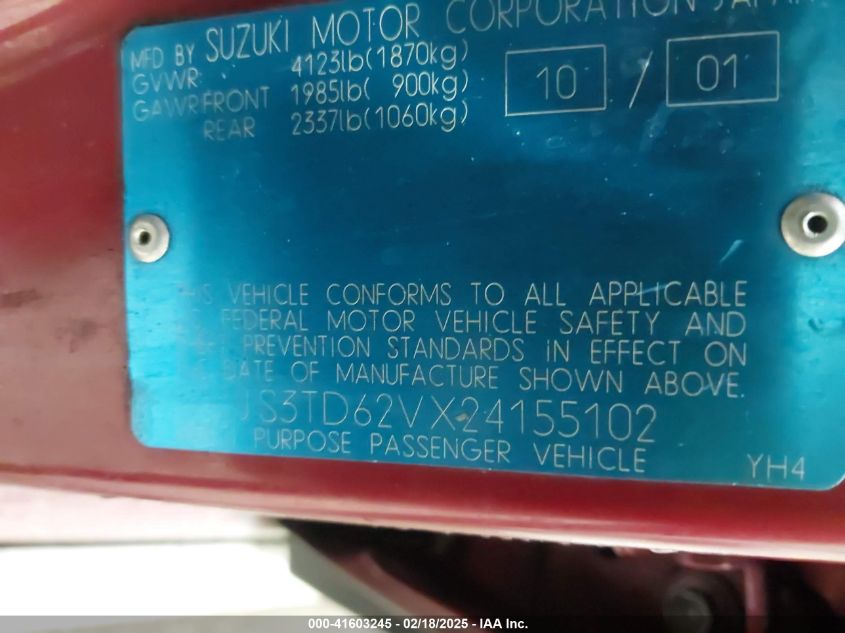 MFD BY SUZUKI MOTOR CORPORATION JAPAN
GVWR 4123lb(1870kg)
GAWR FRONT 1985lb( 900kg)
REAR 2337lb(1060kg)
10 / 01
THIS VEHICLE CONFORMS TO ALL APPLICABLE
FEDERAL MOTOR VEHICLE SAFETY AND
PREVENTION STANDARDS IN EFFECT ON
DATE OF MANUFACTURE SHOWN ABOVE.
JS3TD62VX24155102
PURPOSE PASSENGER VEHICLE
YH4
000-41603245 - 02/18/2025 - IAA Inc.